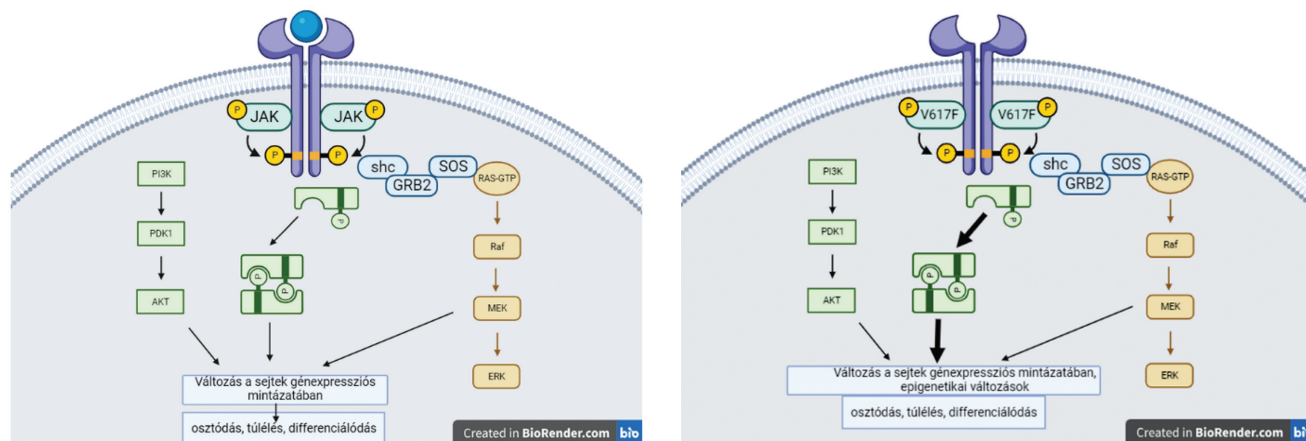 P
JAK
JAK
P
P
P
shc
GRB2
SOS
RAS-GTP
PI3K
PDK1
AKT
P
P
P
Raf
MEK
ERK
Változás a sejtek génexpressziós
mintázatában
osztódás, túlélés, differenciálódás
Created in BioRender.com bio
P
V617F
V617F
P
P
P
shc
GRB2
SOS
RAS-GTP
PI3K
PDK1
AKT
P
P
P
Raf
MEK
ERK
Változás a sejtek génexpressziós mintázatában,
epigenetikai változások
osztódás, túlélés, differenciálódás
Created in BioRender.com bio